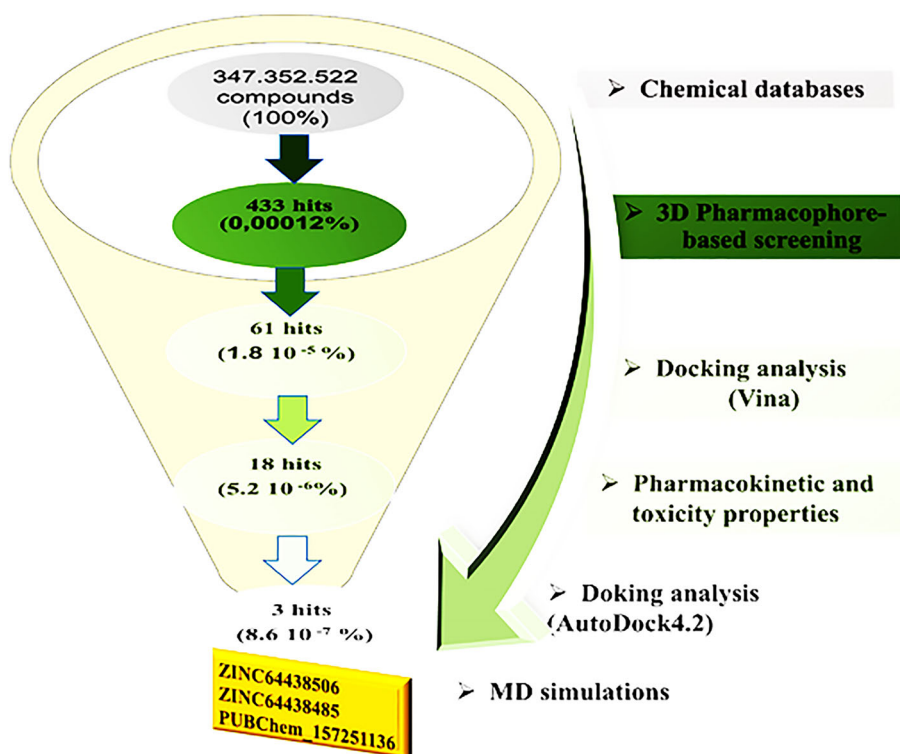 347.352.522
compounds
(100%)
433 hits
(0,00012%)
61 hits
(1.8 10 -5 %)
18 hits
(5.2 10 -6%)
3 hits
(8.6 10 -7 %)
ZINC64438506
ZINC64438485
PUBChem_157251136
➢ Chemical databases
➢ 3D Pharmacophore-
based screening
➢ Docking analysis
(Vina)
➢ Pharmacokinetic and
toxicity properties
➢ Doking analysis
(AutoDock4.2)
➢ MD simulations